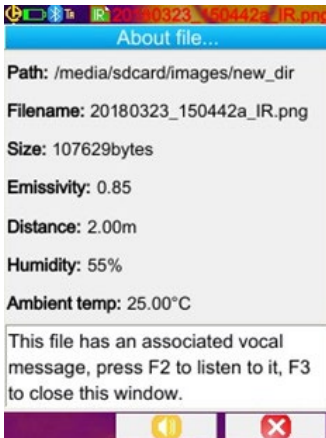 IR 20180323_150442a_IR.png
About file...
Path: /media/sdcard/images/new_dir
Filename: 20180323_150442a_IR.png
Size: 107629bytes
Emissivity: 0.85
Distance: 2.00m
Humidity: 55%
Ambient temp: 25.00°C
This file has an associated vocal
message, press F2 to listen to it, F3
to close this window.